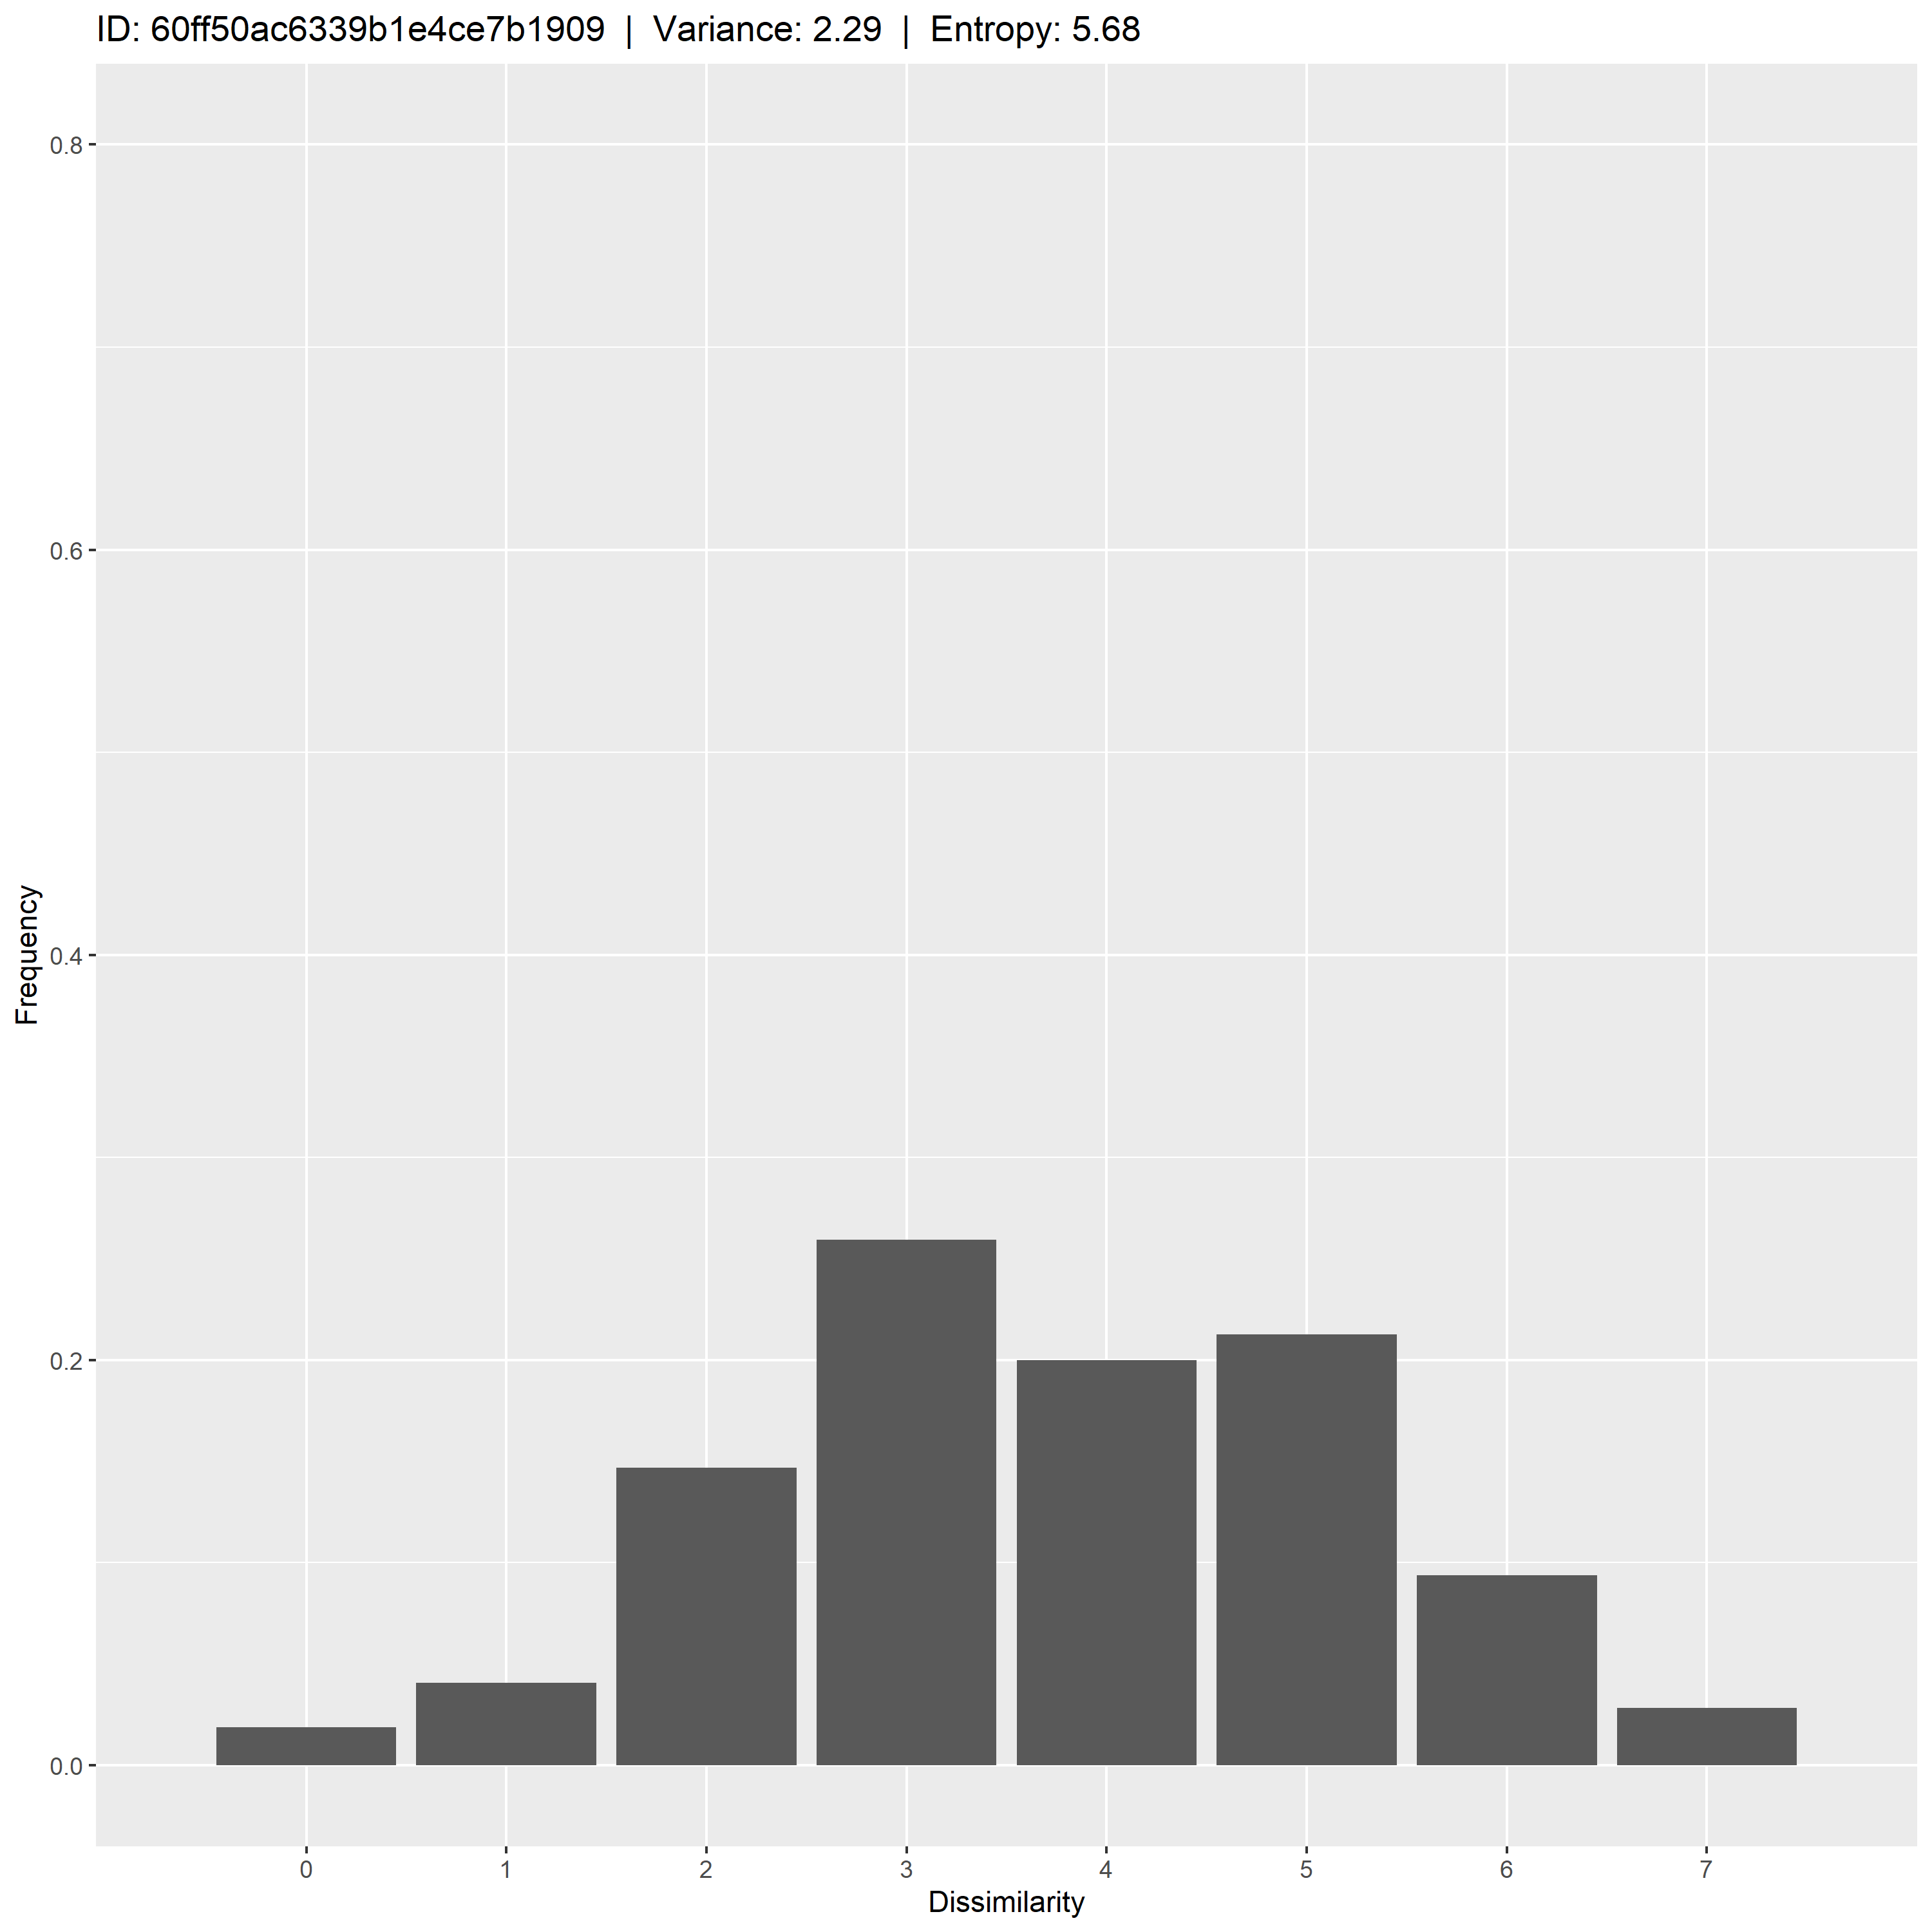 ID: 60ff50ac6339b1e4ce7b1909 | Variance: 2.29 | Entropy: 5.68
0.8
0.6
0.4
0.2
0.0
Frequency
0 1 2 3 4 5 6 7
Dissimilarity